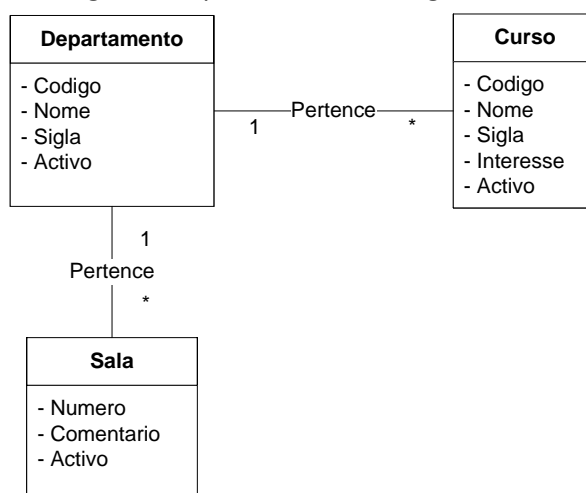 Departamento
- Codigo
- Nome
- Sigla
- Activo
Curso
- Codigo
- Nome
- Sigla
- Interesse
- Activo
Pertence
1
*
1
Pertence
*
Sala
- Numero
- Comentario
- Activo